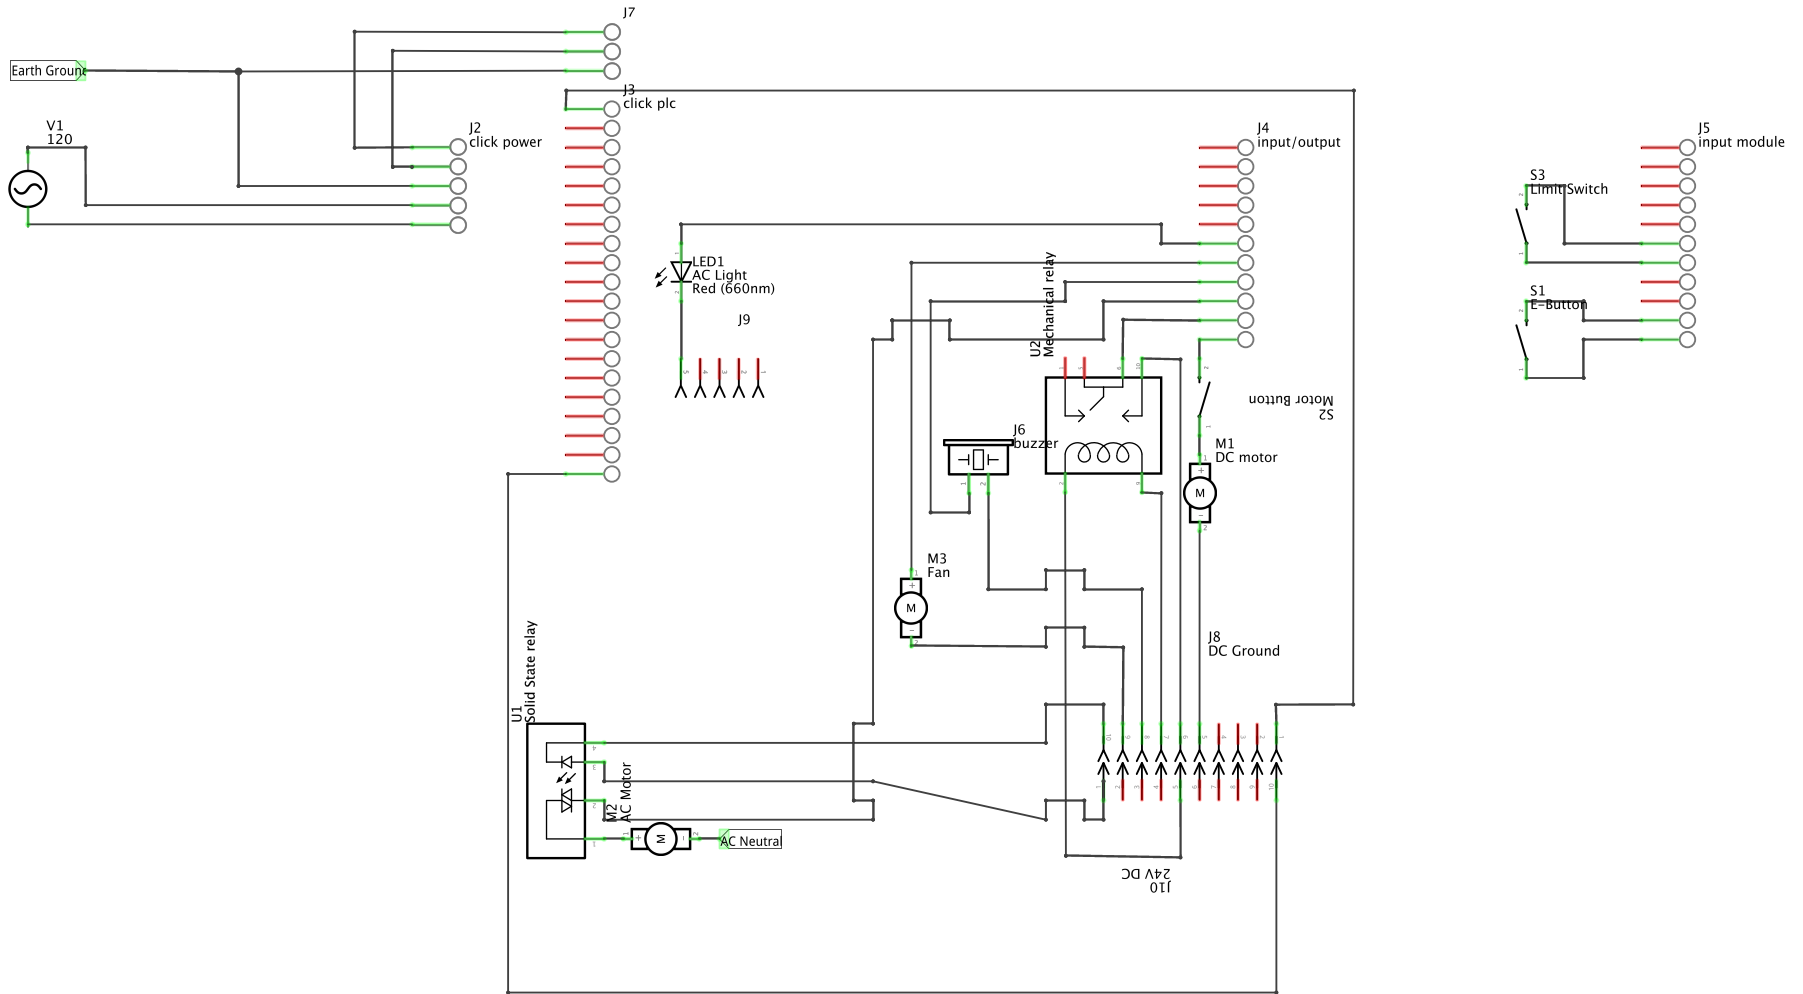 J7
Earth Ground
J3
click plc
V1
120
J2
click power
J4
input/output
J5
input module
S3
Limit Switch
LED1
AC Light
Red (660nm)
J9
S1
E-Button
U2
Mechanical relay
S2
Motor Button
J6
buzzer
M1
DC motor
M
M3
Fan
M
J8
DC Ground
U1
Solid State relay
M2
AC Motor
M
AC Neutral
J10
24V DC